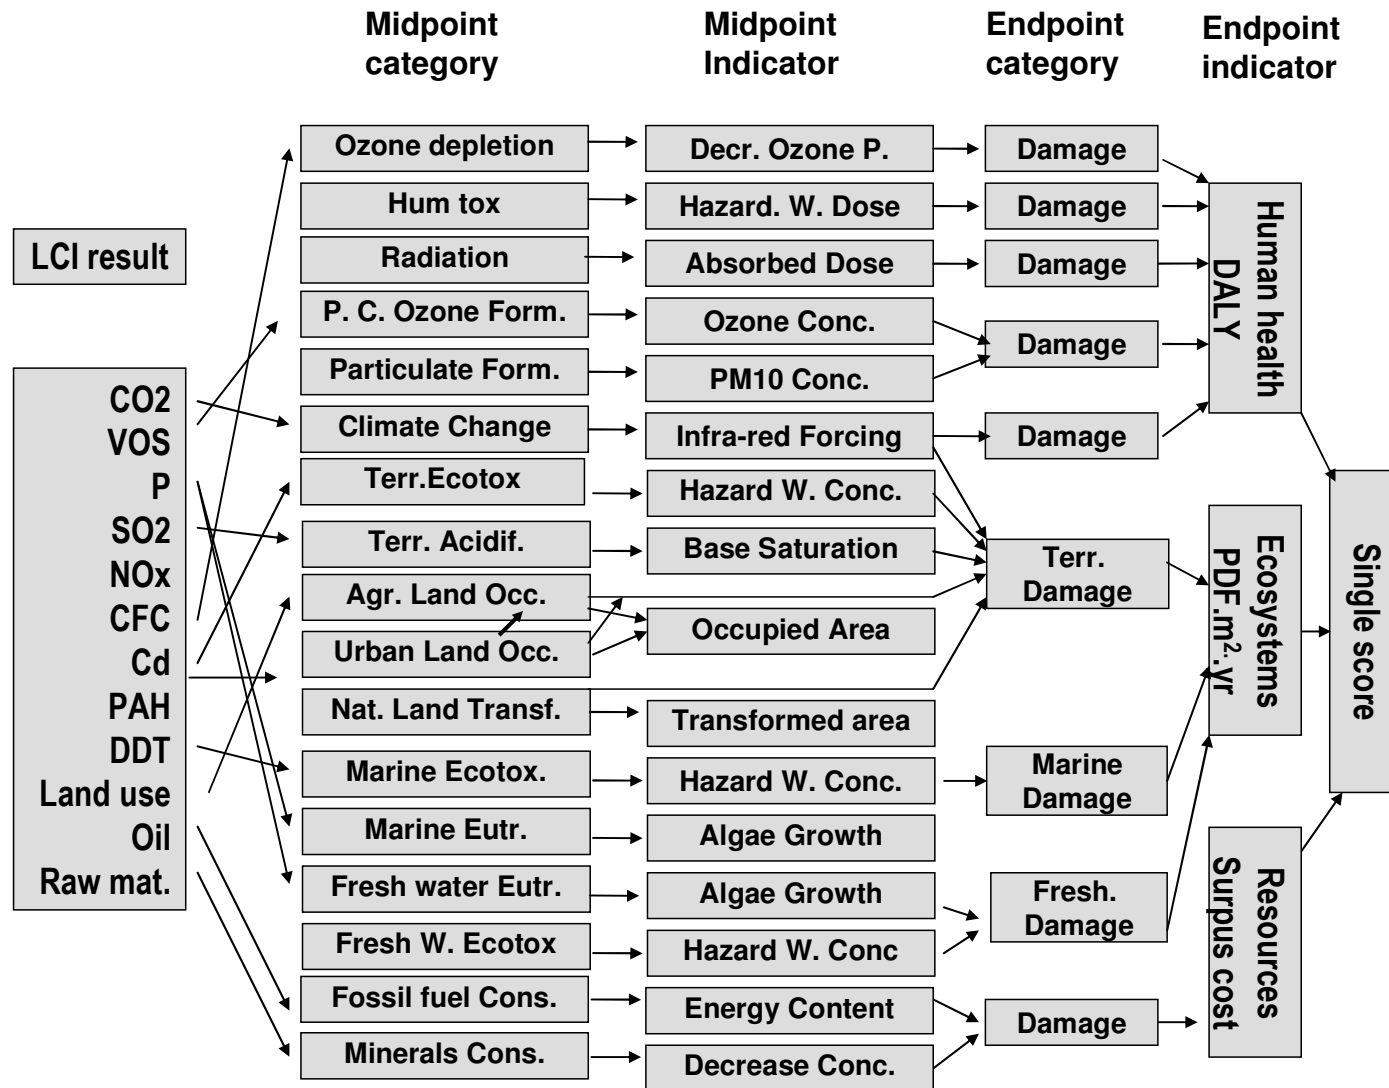 Midpoint
category
Midpoint
Indicator
Endpoint
category
Endpoint
indicator
LCI result
CO2
VOS
P
SO2
NOx
CFC
Cd
PAH
DDT
Land use
Oil
Raw mat.
Ozone depletion
Hum tox
Radiation
P. C. Ozone Form.
Particulate Form.
Climate Change
Terr.Ecotox
Terr. Acidif.
Agr. Land Occ.
Urban Land Occ.
Nat. Land Transf.
Marine Ecotox.
Marine Eutr.
Fresh water Eutr.
Fresh W. Ecotox
Fossil fuel Cons.
Minerals Cons.
Decr. Ozone P.
Hazard. W. Dose
Absorbed Dose
Ozone Conc.
PM10 Conc.
Infra-red Forcing
Hazard W. Conc.
Base Saturation
Occupied Area
Transformed area
Hazard W. Conc.
Algae Growth
Algae Growth
Hazard W. Conc
Energy Content
Decrease Conc.
Damage
Damage
Damage
Damage
Damage
Terr.
Damage
Marine
Damage
Fresh.
Damage
Damage
Human health
DALY
Ecosystems
PDF.m².yr
Resources
Surpus cost
Single score